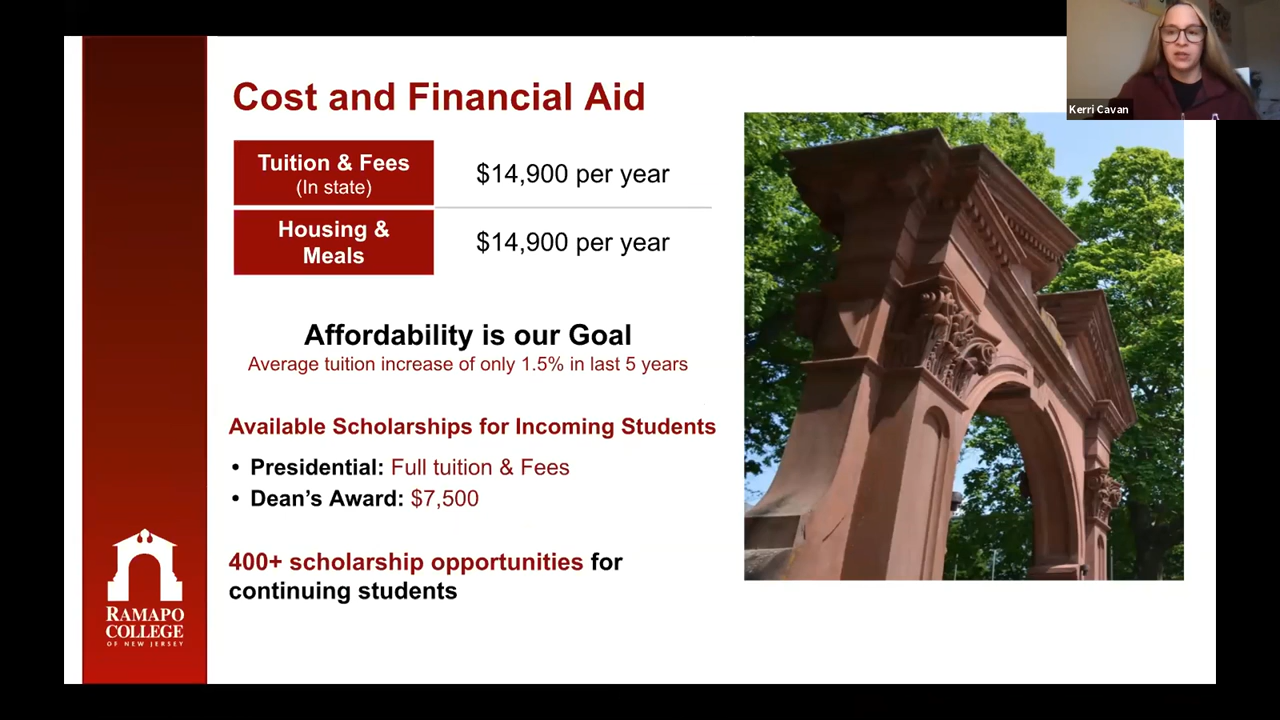 Cost and Financial Aid
Tuition & Fees
(In state)
$14,900 per year
Housing &
Meals
$14,900 per year
Affordability is our Goal
Average tuition increase of only 1.5% in last 5 years
Available Scholarships for Incoming Students
• Presidential: Full tuition & Fees
• Dean's Award: $7,500
400+ scholarship opportunities for
continuing students
RAMAPO
COLLEGE
OF NEW JERSEY
Kerri Cavan